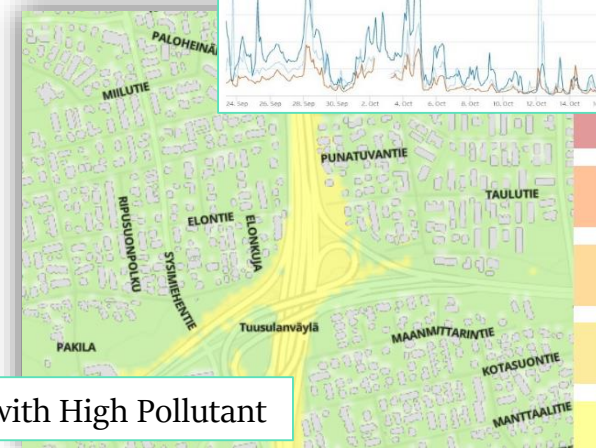 24. Sep 26. Sep 28. Sep 30. Sep 2. Oct 4. Oct 6. Oct 8. Oct 10. Oct 12. Oct 14. Oct
MIILUTIE
PUNATUVANTIE
TAULUTIE
RIPUSUONPOLKU
ELONTIE
ELONKUJA
SYSIMIEHENTIE
Tuusulanväylä
MAANMITTARINTIE
PAKILA
KOTASUONTIE
with High Pollutant
MANTTAALITIE